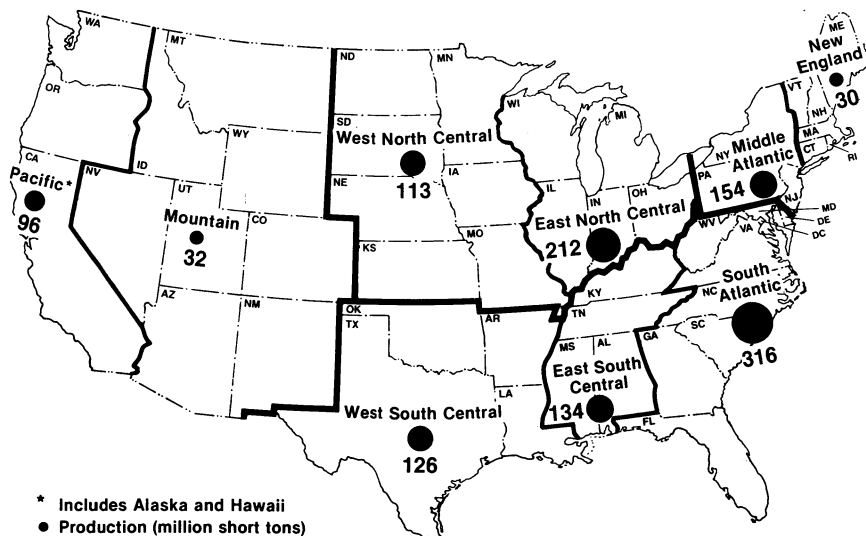 WA
MT
ND
MN
ME
New
England
30
VT
NH
MA
CT
RI
OR
ID
WY
SD
WI
MI
NY
Middle
Atlantic
154
PA
NJ
MD
DE
DC
West North Central
113
IA
NE
CA
Pacific*
96
NV
UT
Mountain
32
CO
KS
MO
IL
IN
OH
East North Central
212
WV
VA
South
Atlantic
316
KY
NC
TN
SC
AZ
NM
OK
TX
AR
MS
AL
GA
East South
Central
134
LA
FL
West South Central
126
* Includes Alaska and Hawaii
● Production (million short tons)